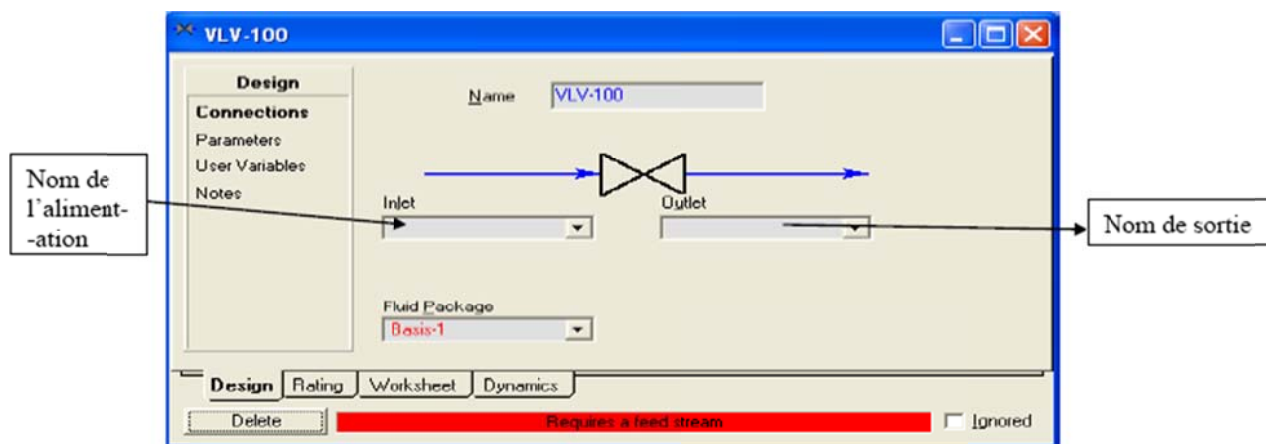 VLV-100
Design
Connections
Parameters
User Variables
Notes
Name
VLV-100
Inlet
Outlet
Fluid Package
Basis-1
Design
Rating
Worksheet
Dynamics
Delete
Requires a feed stream
Ignored
Nom de
l’aliment-
-ation
Nom de sortie